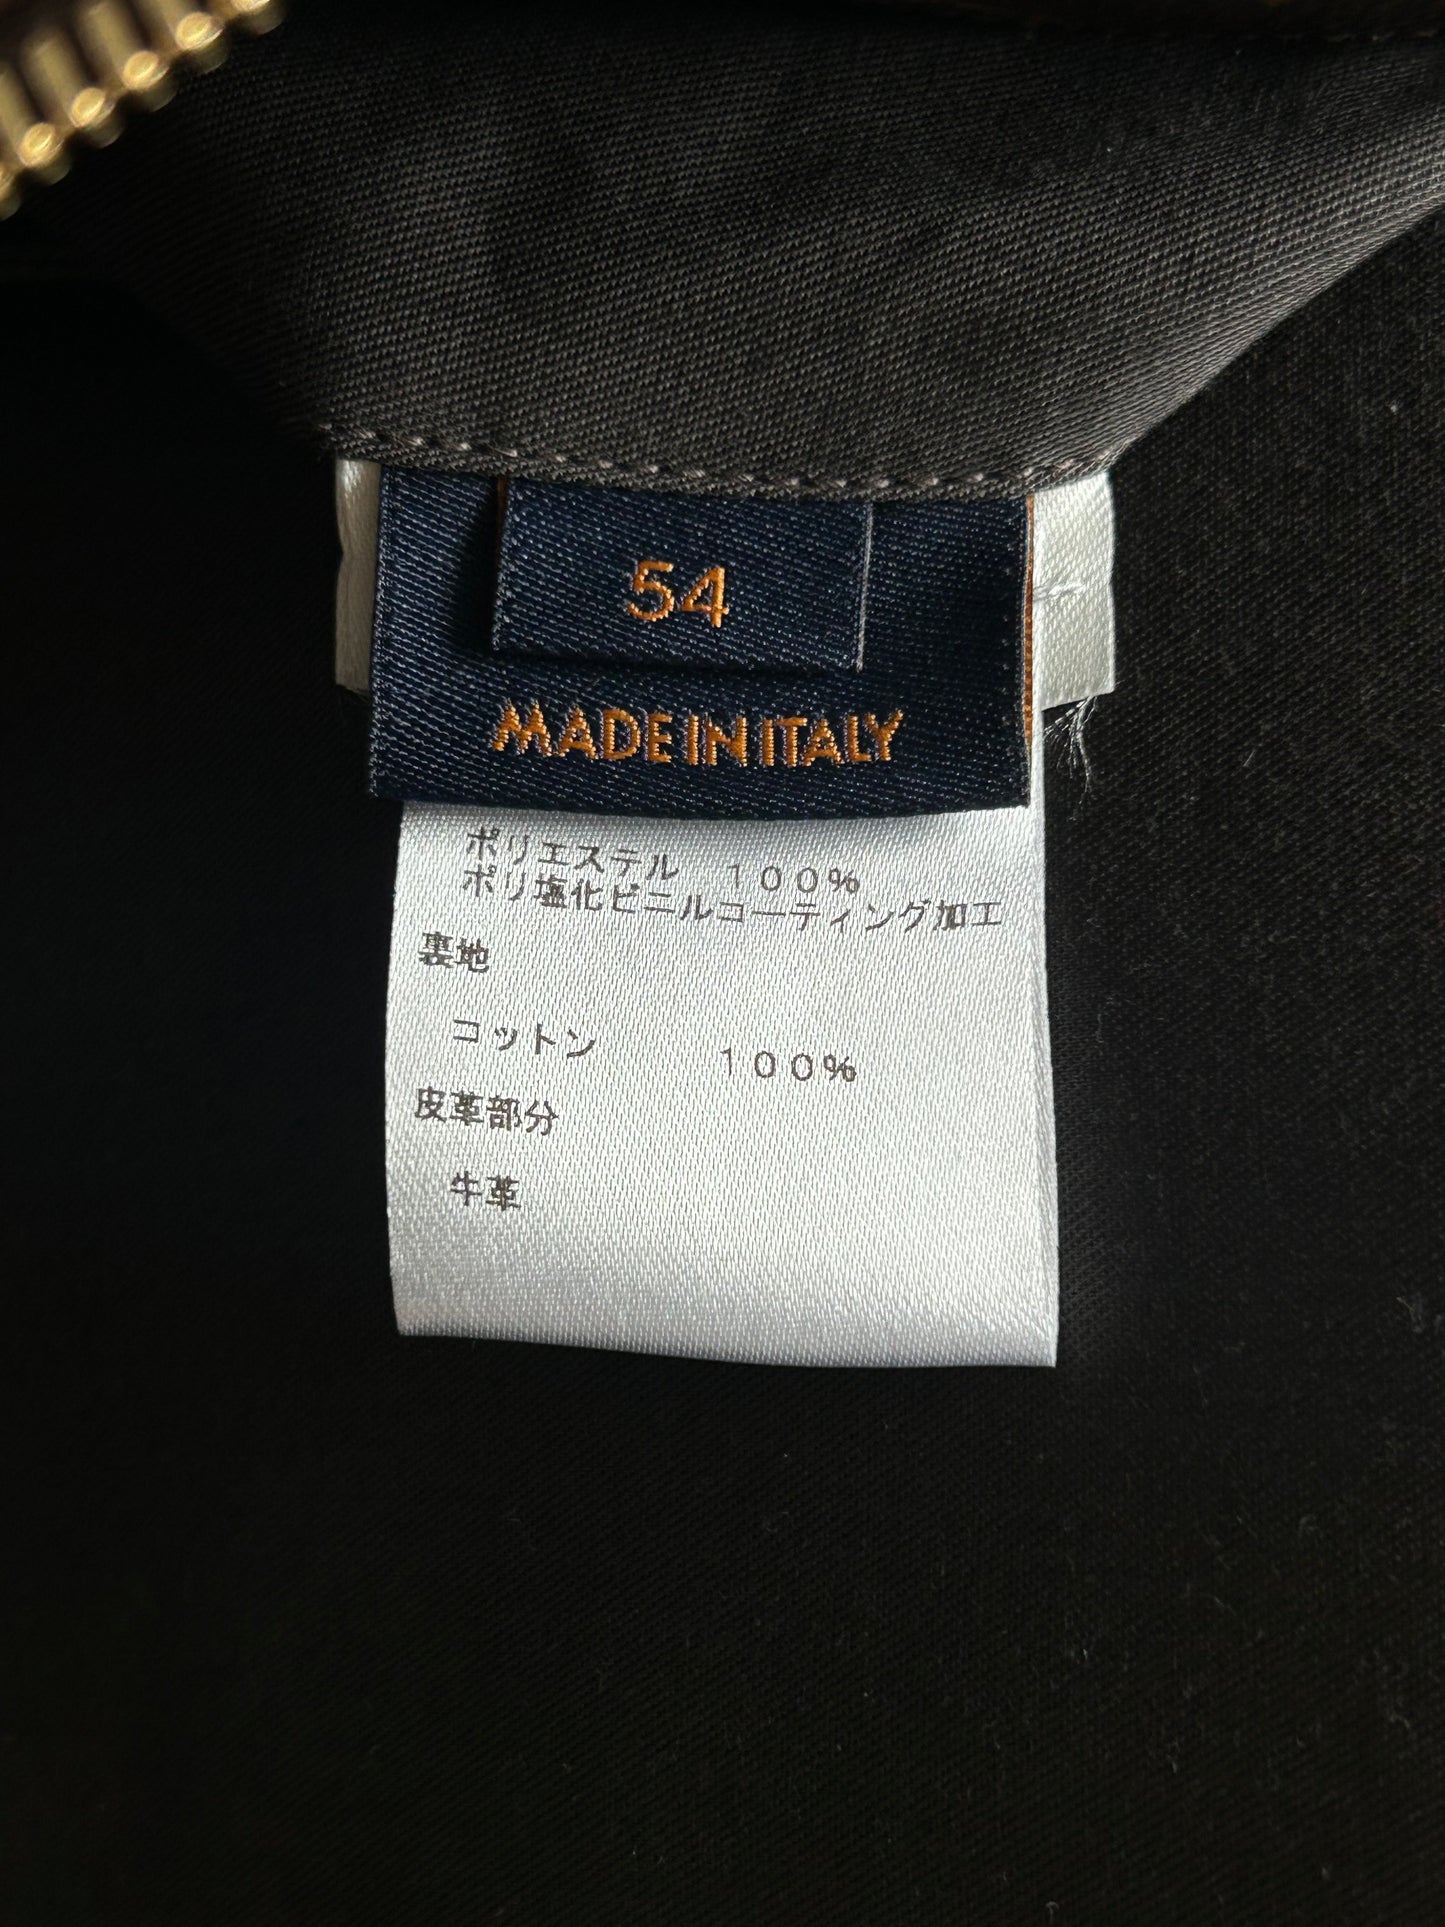 54
MADE IN ITALY
ポリエステル １００％
ポリ塩化ビニルコーティング加工
裏地
コットン １００％
皮革部分
牛革